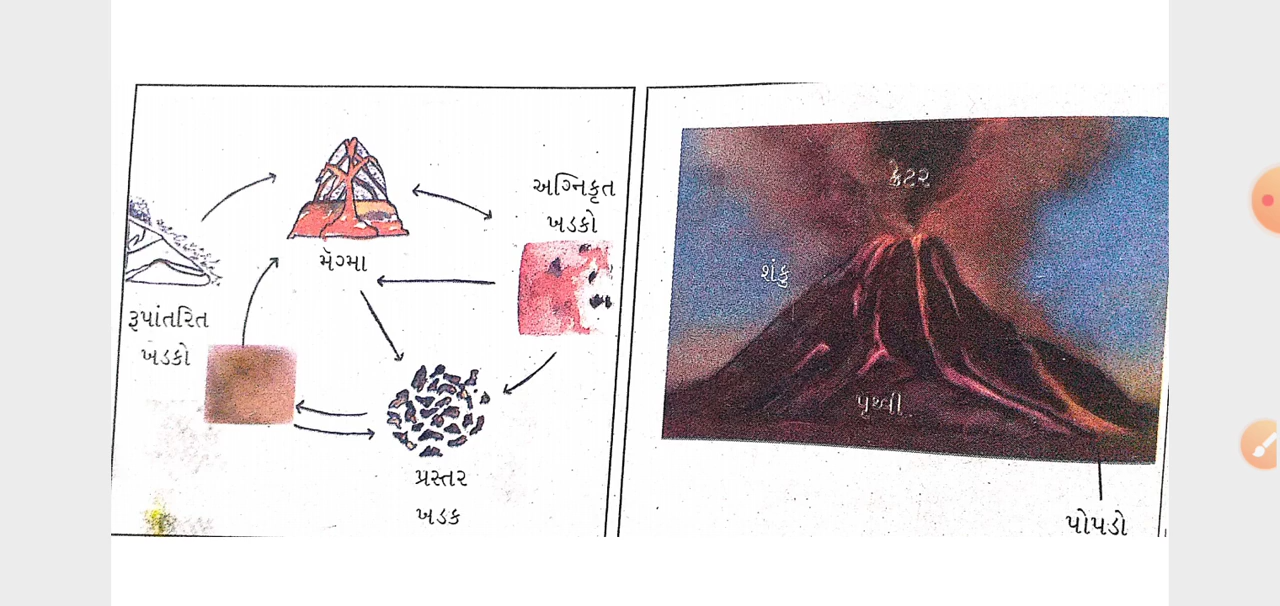 મૅગ્મા
અગ્નિકૃત
ખડકો
રૂપાંતરિત
ખડકો
પ્રસ્તર
ખડક
ક્રેટર
શંકુ
પૃથ્વી
પોપડો